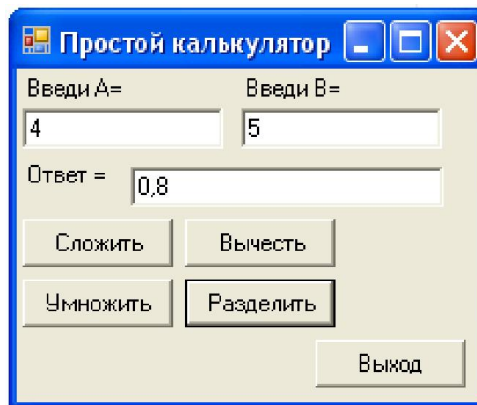 Простой калькулятор
Введи А= Введи В=
4 5
Ответ = 0,8
Сложить Вычесть
Умножить Разделить
Выход